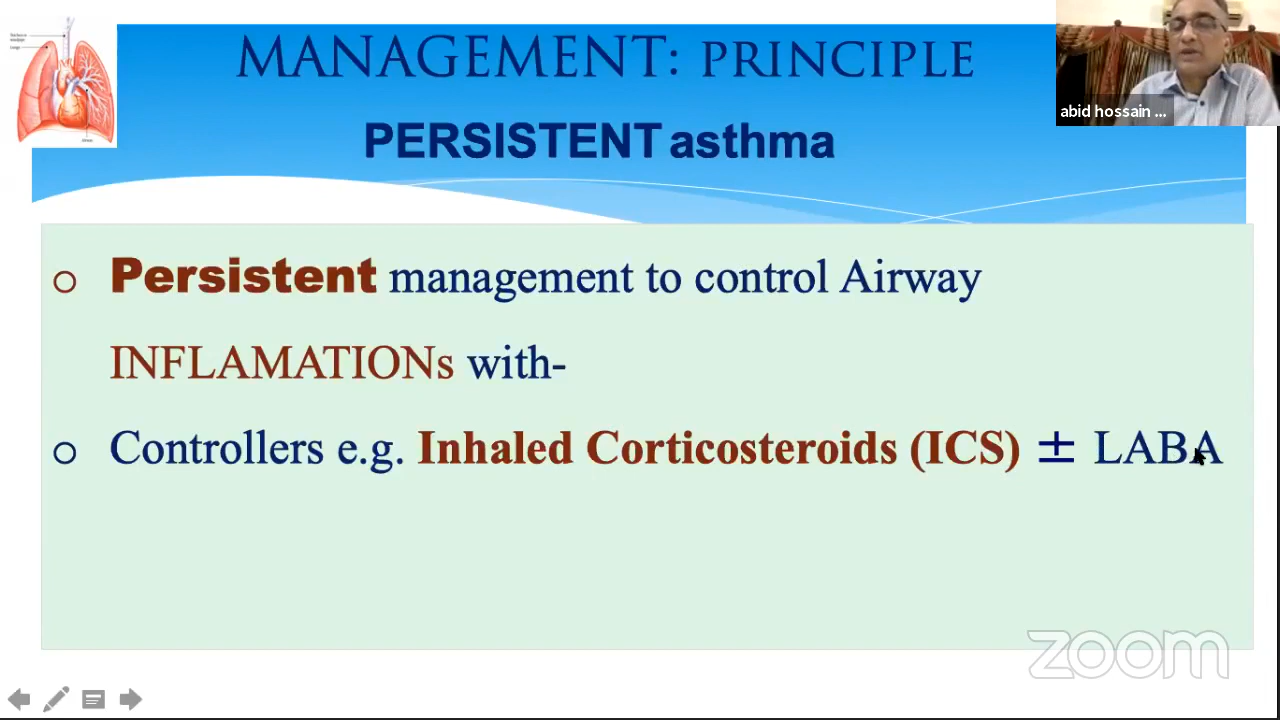 MANAGEMENT: PRINCIPLE
PERSISTENT asthma
abid hossain ...
o Persistent management to control Airway
INFLAMATIONs with-
o Controllers e.g. Inhaled Corticosteroids (ICS) ± LABA
zoom